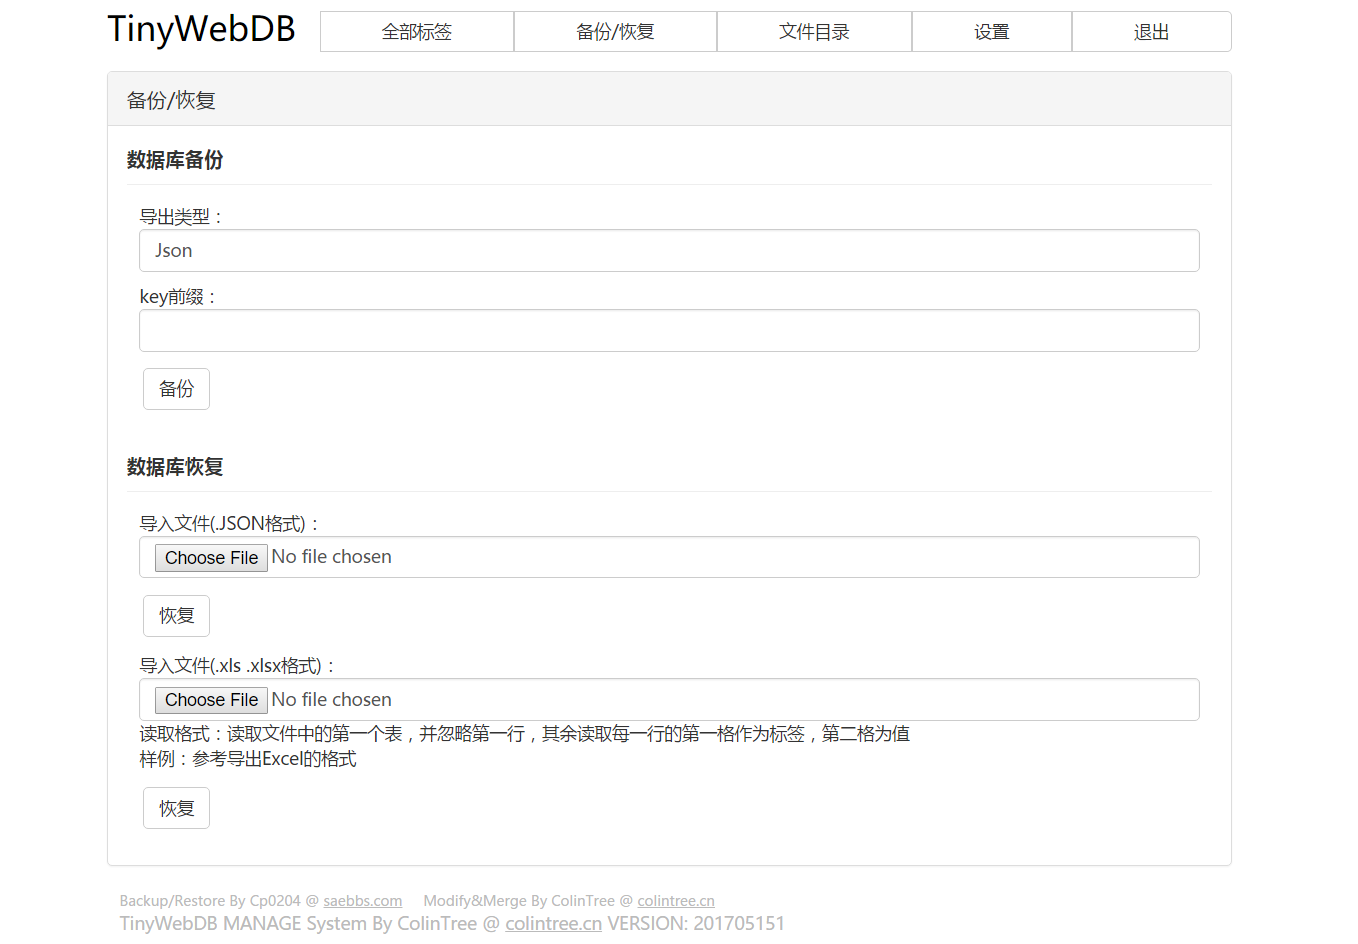 TinyWebDB 全部标签 备份/恢复 文件目录 设置 退出
备份/恢复
数据库备份
导出类型：
Json
key前缀：
备份
数据库恢复
导入文件(.JSON格式)：
Choose File No file chosen
恢复
导入文件(.xls .xlsx格式)：
Choose File No file chosen
读取格式：读取文件中的第一个表，并忽略第一行，其余读取每一行的第一格作为标签，第二格为值
样例：参考导出Excel的格式
恢复
Backup/Restore By Cp0204 @ saebbs.com Modify&Merge By ColinTree @ colintree.cn
TinyWebDB MANAGE System By ColinTree @ colintree.cn VERSION: 201705151